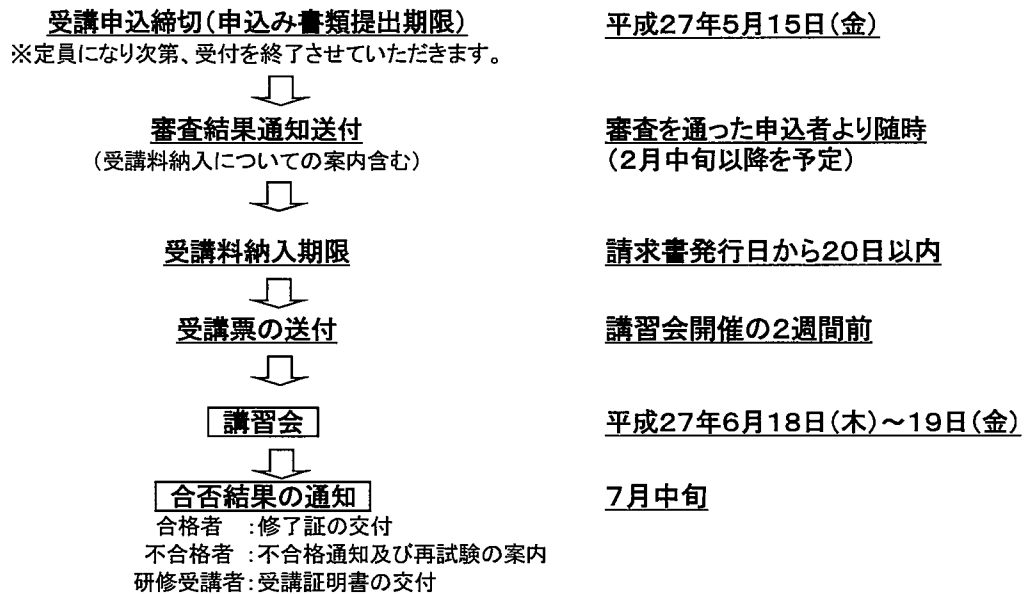 受講申込締切（申込み書類提出期限）
平成２７年５月１５日（金）
※定員になり次第、受付を終了させていただきます。
審査結果通知送付
審査を通った申込者より随時
（受講料納入についての案内含む）
（２月中旬以降を予定）
受講料納入期限
請求書発行日から２０日以内
受講票の送付
講習会開催の２週間前
講習会
平成２７年６月１８日（木）～１９日（金）
合否結果の通知
７月中旬
合格者　：修了証の交付
不合格者　：不合格通知及び再試験の案内
研修受講者：受講証明書の交付